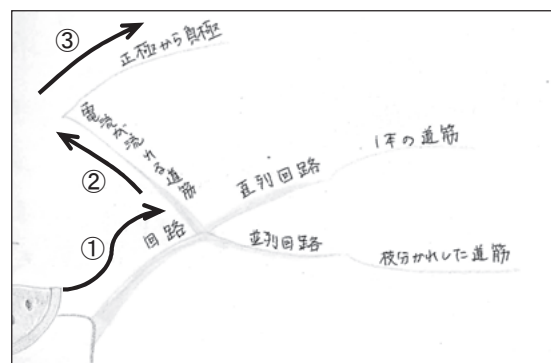 ③
正極から負極
電流が流れる道筋
1本の道筋
②
直列回路
①
回路
並列回路
枝分かれした道筋